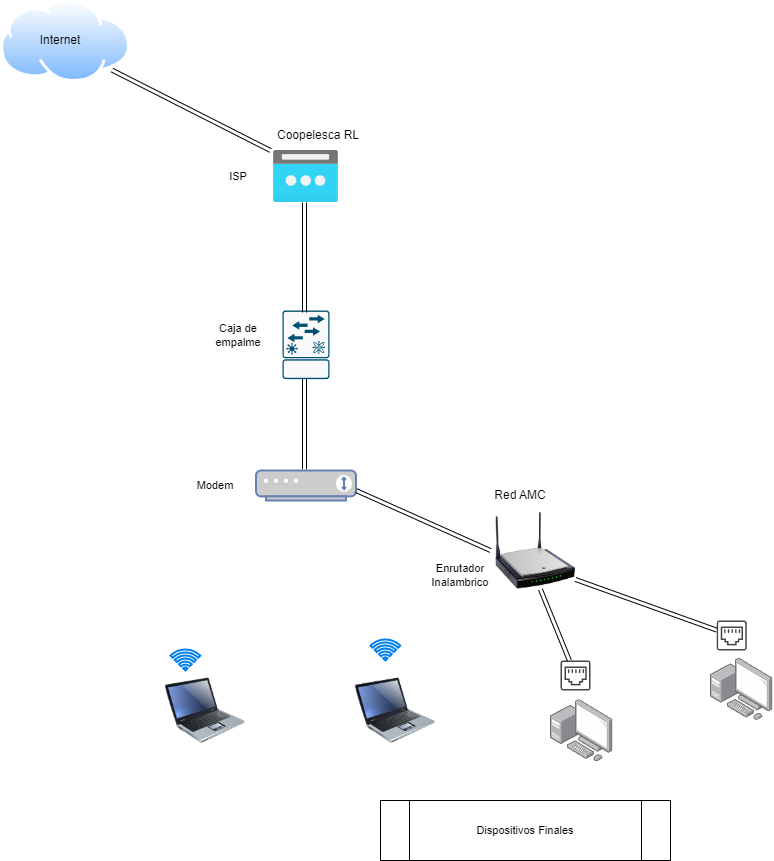 Internet
Coopelesca RL
ISP
Caja de
empalme
Modem
Red AMC
Enrutador
Inalambrico
Dispositivos Finales